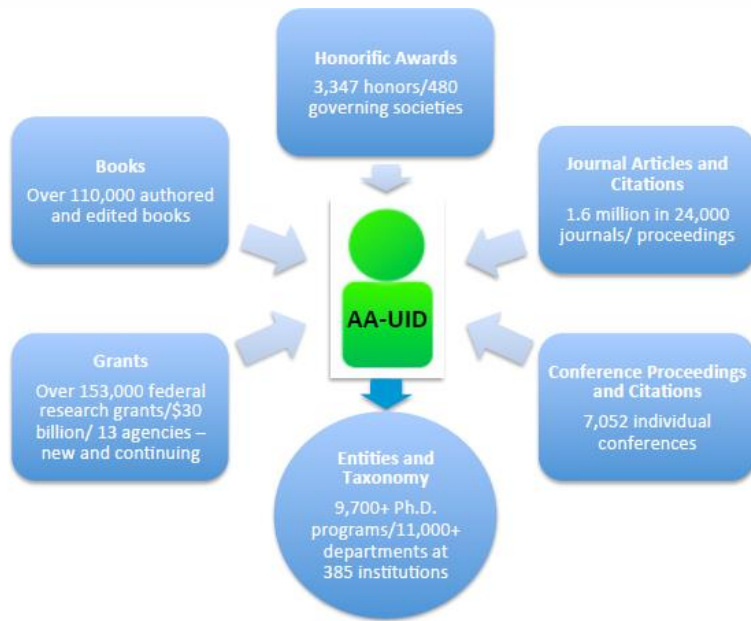 Honorific Awards
3,347 honors/480
governing societies
Books
Over 110,000 authored
and edited books
Journal Articles and
Citations
1.6 million in 24,000
journals/ proceedings
AA-UID
Grants
Over 153,000 federal
research grants/$30
billion/ 13 agencies –
new and continuing
Conference Proceedings
and Citations
7,052 individual
conferences
Entities and
Taxonomy
9,700+ Ph.D.
programs/11,000+
departments at
385 institutions